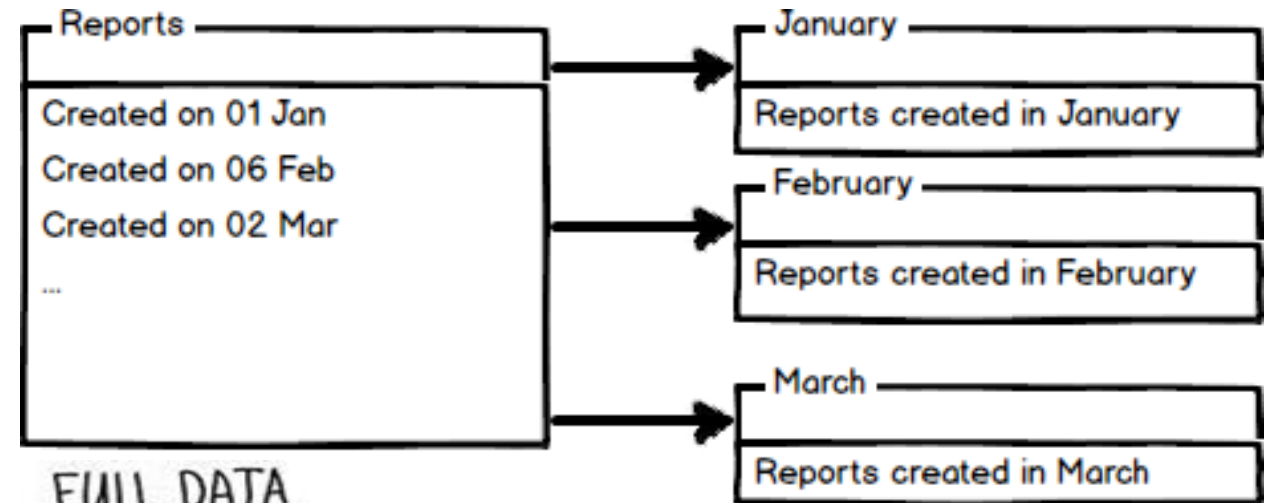 Reports
Created on 01 Jan
Created on 06 Feb
Created on 02 Mar
...
FULL DATA
January
Reports created in January
February
Reports created in February
March
Reports created in March